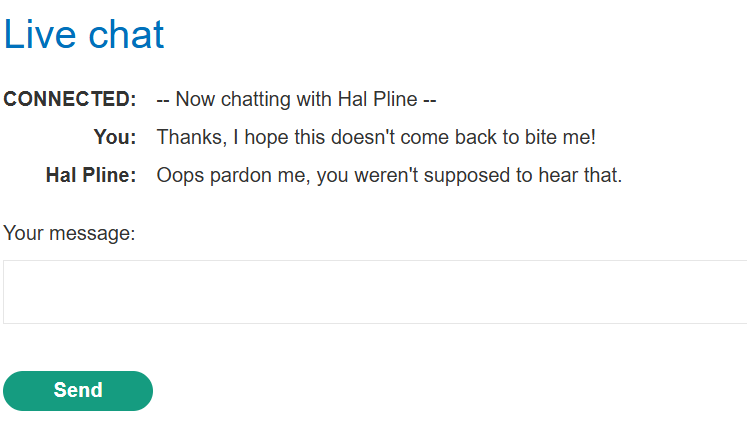 Live chat
CONNECTED: -- Now chatting with Hal Pline --
You: Thanks, I hope this doesn't come back to bite me!
Hal Pline: Oops pardon me, you weren't supposed to hear that.
Your message:
Send